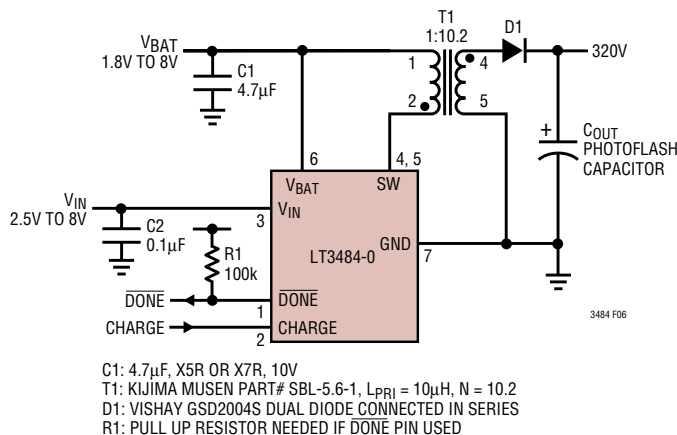 T1
1:10.2
D1
VBAT
1.8V TO 8V
1
4
320V
C1
4.7µF
2
5
+
COUT
PHOTOFLASH
CAPACITOR
6
4, 5
VBAT
SW
VIN
2.5V TO 8V
3
VIN
C2
0.1µF
R1
100k
GND
7
LT3484-0
DONE
1
DONE
CHARGE
2
CHARGE
3484 F06
C1: 4.7µF, X5R OR X7R, 10V
T1: KIJIMA MUSEN PART# SBL-5.6-1, LPRI = 10µH, N = 10.2
D1: VISHAY GSD2004S DUAL DIODE CONNECTED IN SERIES
R1: PULL UP RESISTOR NEEDED IF DONE PIN USED